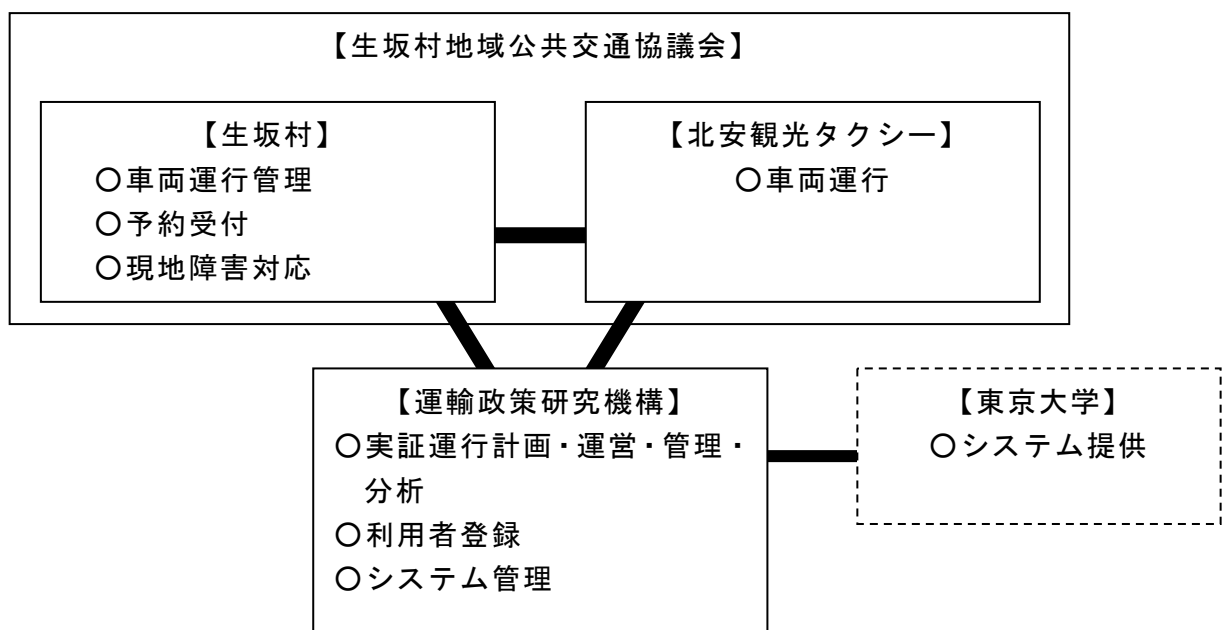 【生坂村地域公共交通協議会】
【生坂村】
○車両運行管理
○予約受付
○現地障害対応
【北安観光タクシー】
○車両運行
【運輸政策研究機構】
○実証運行計画・運営・管理・
分析
○利用者登録
○システム管理
【東京大学】
○システム提供